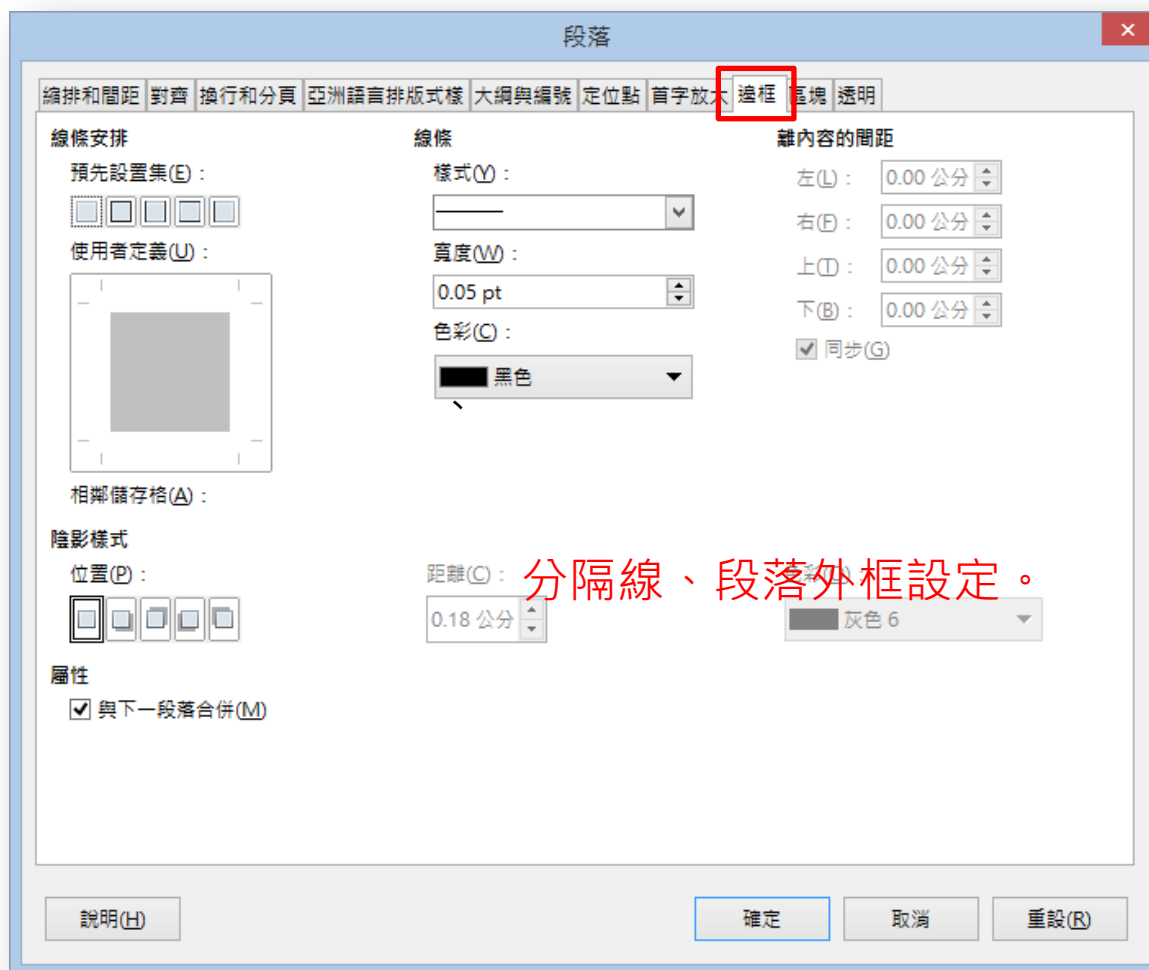 段落
縮排和間距 對齊 換行和分頁 亞洲語言排版式樣 大綱與編號 定位點 首字放大 邊框 區塊 透明
線條安排 線條 離內容的間距
預先設置集(E)： 樣式(Y)： 左(L)： 0.00 公分
右(F)： 0.00 公分
使用者定義(U)： 寬度(W)： 上(T)： 0.00 公分
0.05 pt 下(B)： 0.00 公分
色彩(C)： 同步(G)
黑色
、
相鄰儲存格(A)：
陰影樣式
位置(P)： 距離(C)： 色彩(O)：
分隔線、段落外框設定。
0.18 公分 灰色 6
屬性
與下一段落合併(M)
說明(H) 確定 取消 重設(R)